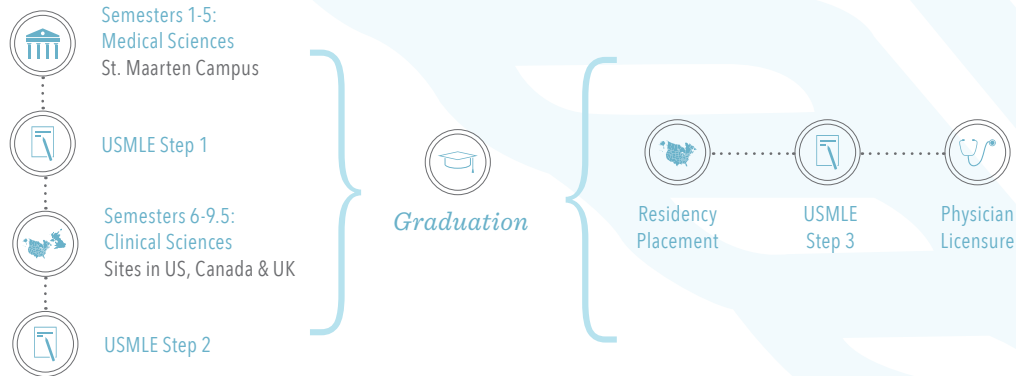 Semesters 1-5:
Medical Sciences
St. Maarten Campus
USMLE Step 1
Semesters 6-9.5:
Clinical Sciences
Sites in US, Canada & UK
USMLE Step 2
Graduation
Residency
Placement
USMLE
Step 3
Physician
Licensure